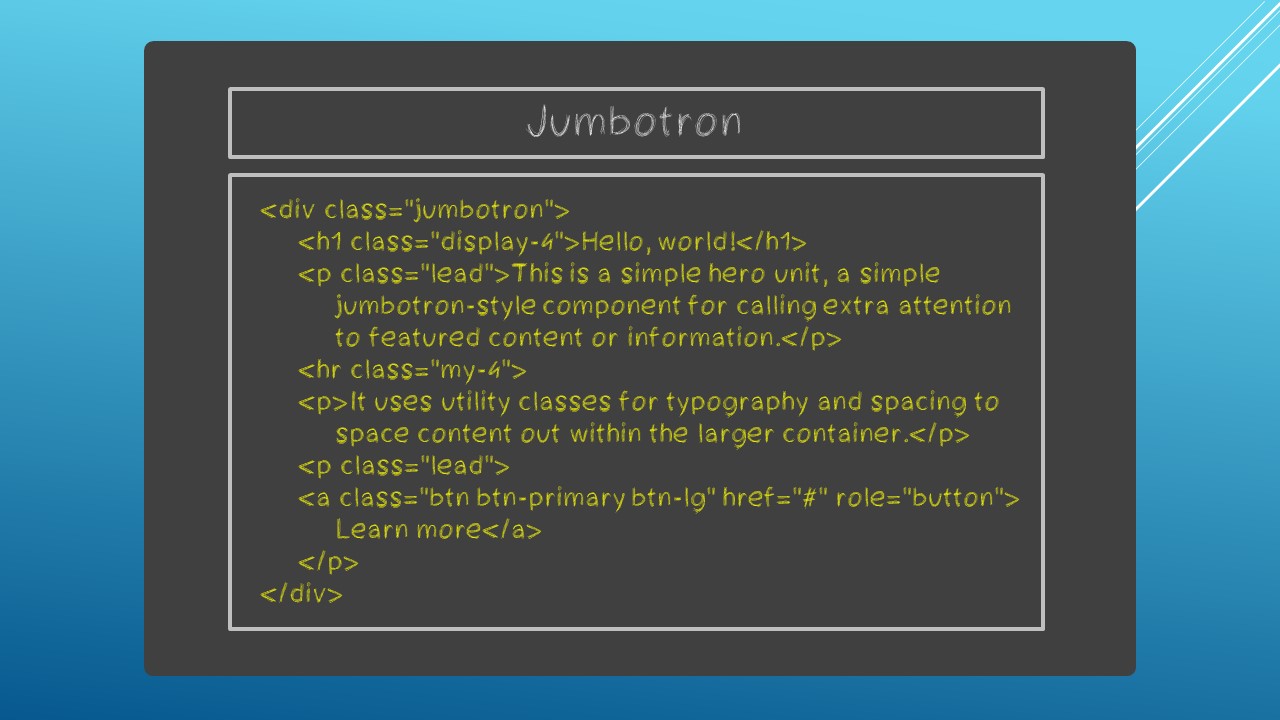 Jumbotron
<div class="jumbotron">
<h1 class="display-4">Hello, world!</h1>
<p class="lead">This is a simple hero unit, a simple
jumbotron-style component for calling extra attention
to featured content or information.</p>
<hr class="my-4">
<p>It uses utility classes for typography and spacing to
space content out within the larger container.</p>
<p class="lead">
<a class="btn btn-primary btn-lg" href="#" role="button">
Learn more</a>
</p>
</div>